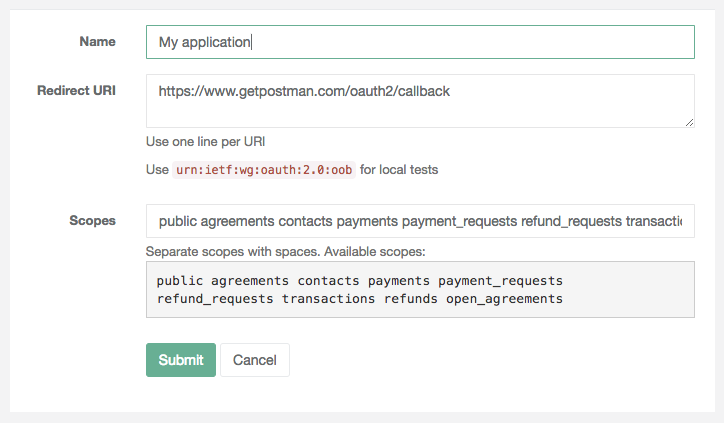 Name My application
Redirect URI https://www.getpostman.com/oauth2/callback
Use one line per URI
Use urn:ietf:wg:oauth:2.0:oob for local tests
Scopes public agreements contacts payments payment_requests refund_requests transactio
Separate scopes with spaces. Available scopes:
public agreements contacts payments payment_requests
refund_requests transactions refunds open_agreements
Submit Cancel